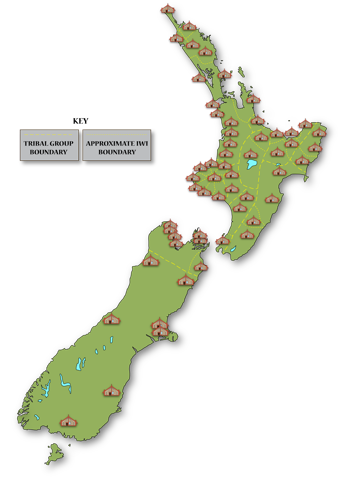 KEY
TRIBAL GROUP
BOUNDARY
APPROXIMATE IWI
BOUNDARY